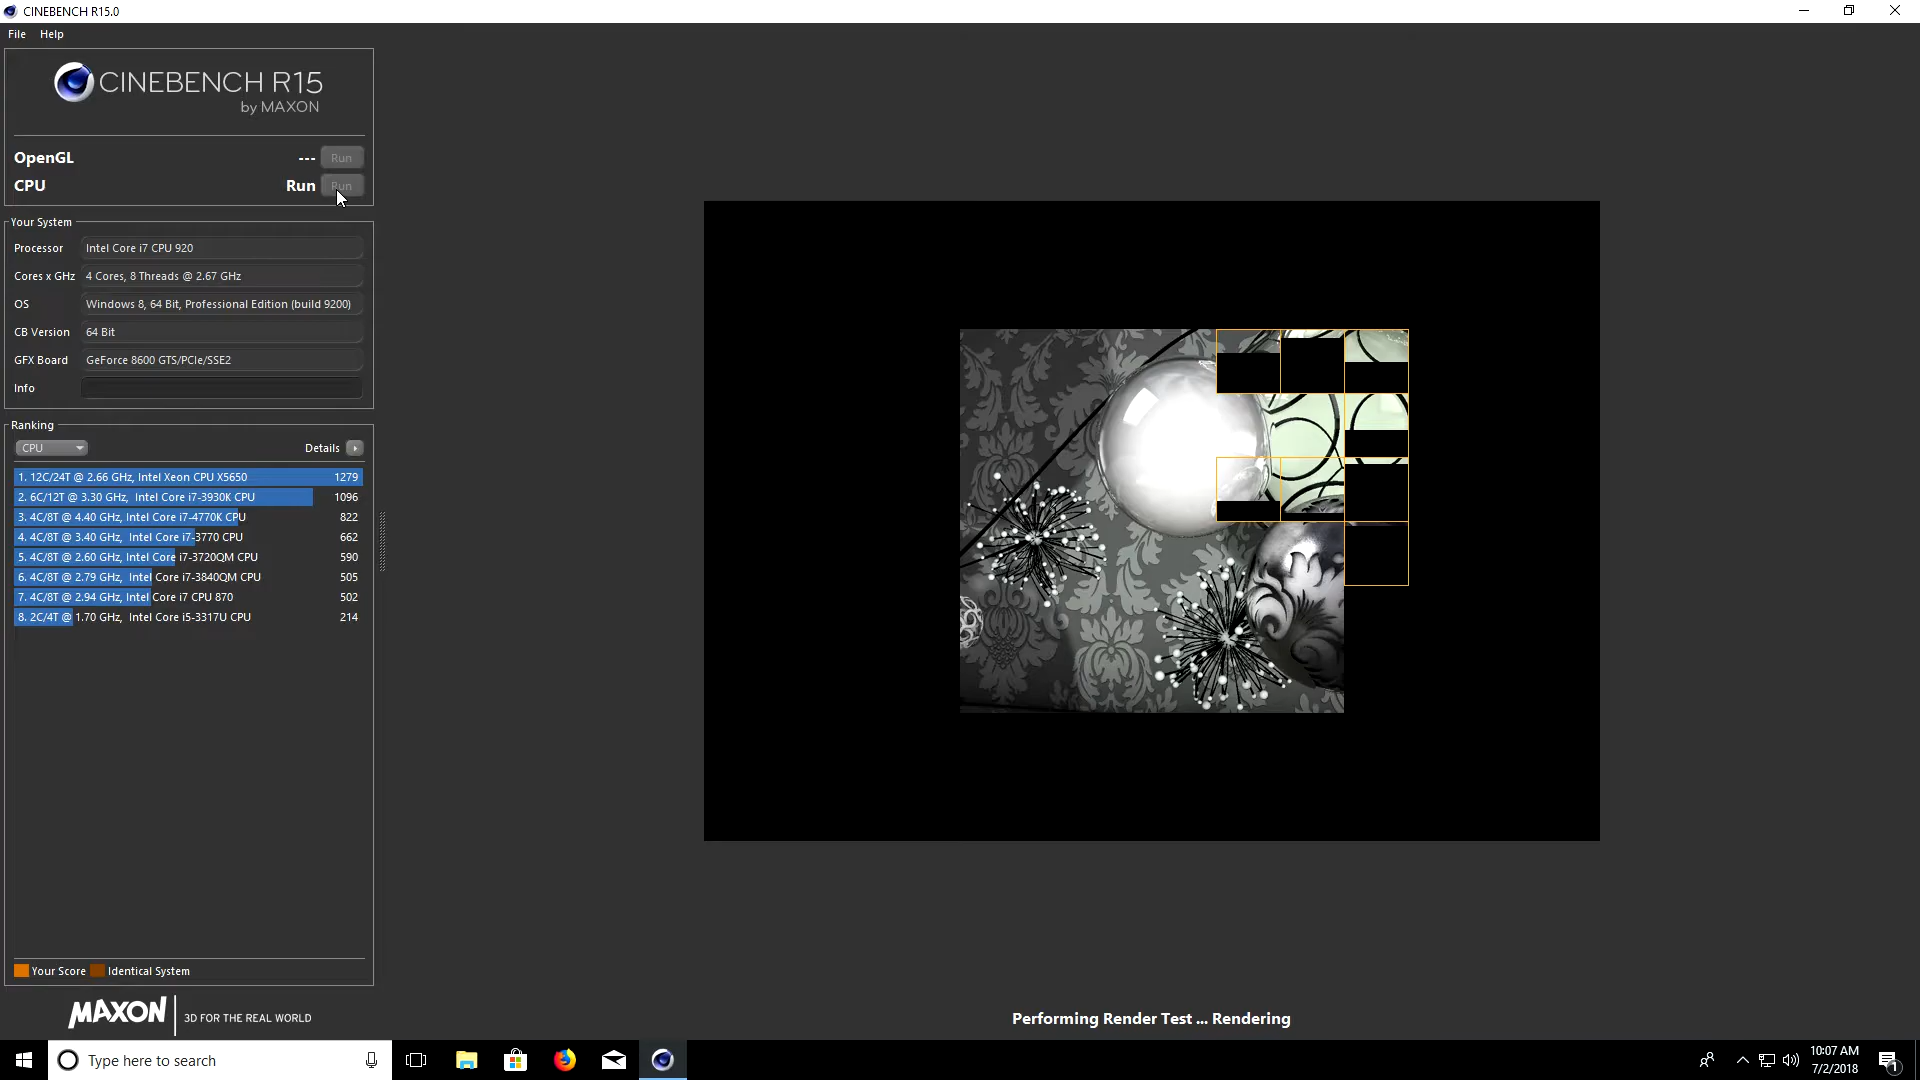 CINEBENCH R15.0
File Help
CINEBENCH R15
by MAXON
OpenGL --- Run
CPU Run Run
Your System
Processor Intel Core i7 CPU 920
Cores x GHz 4 Cores, 8 Threads @ 2.67 GHz
OS Windows 8, 64 Bit, Professional Edition (build 9200)
CB Version 64 Bit
GFX Board GeForce 8600 GTS/PCIe/SSE2
Info
Ranking
CPU Details
1. 12C/24T @ 2.66 GHz, Intel Xeon CPU X5650 1279
2. 6C/12T @ 3.30 GHz, Intel Core i7-3930K CPU 1096
3. 4C/8T @ 4.40 GHz, Intel Core i7-4770K CPU 822
4. 4C/8T @ 3.40 GHz, Intel Core i7-3770 CPU 662
5. 4C/8T @ 2.60 GHz, Intel Core i7-3720QM CPU 590
6. 4C/8T @ 2.79 GHz, Intel Core i7-3840QM CPU 505
7. 4C/8T @ 2.94 GHz, Intel Core i7 CPU 870 502
8. 2C/4T @ 1.70 GHz, Intel Core i5-3317U CPU 214
Your Score Identical System
MAXON 3D FOR THE REAL WORLD
Performing Render Test ... Rendering
Type here to search
10:07 AM
7/2/2018
1